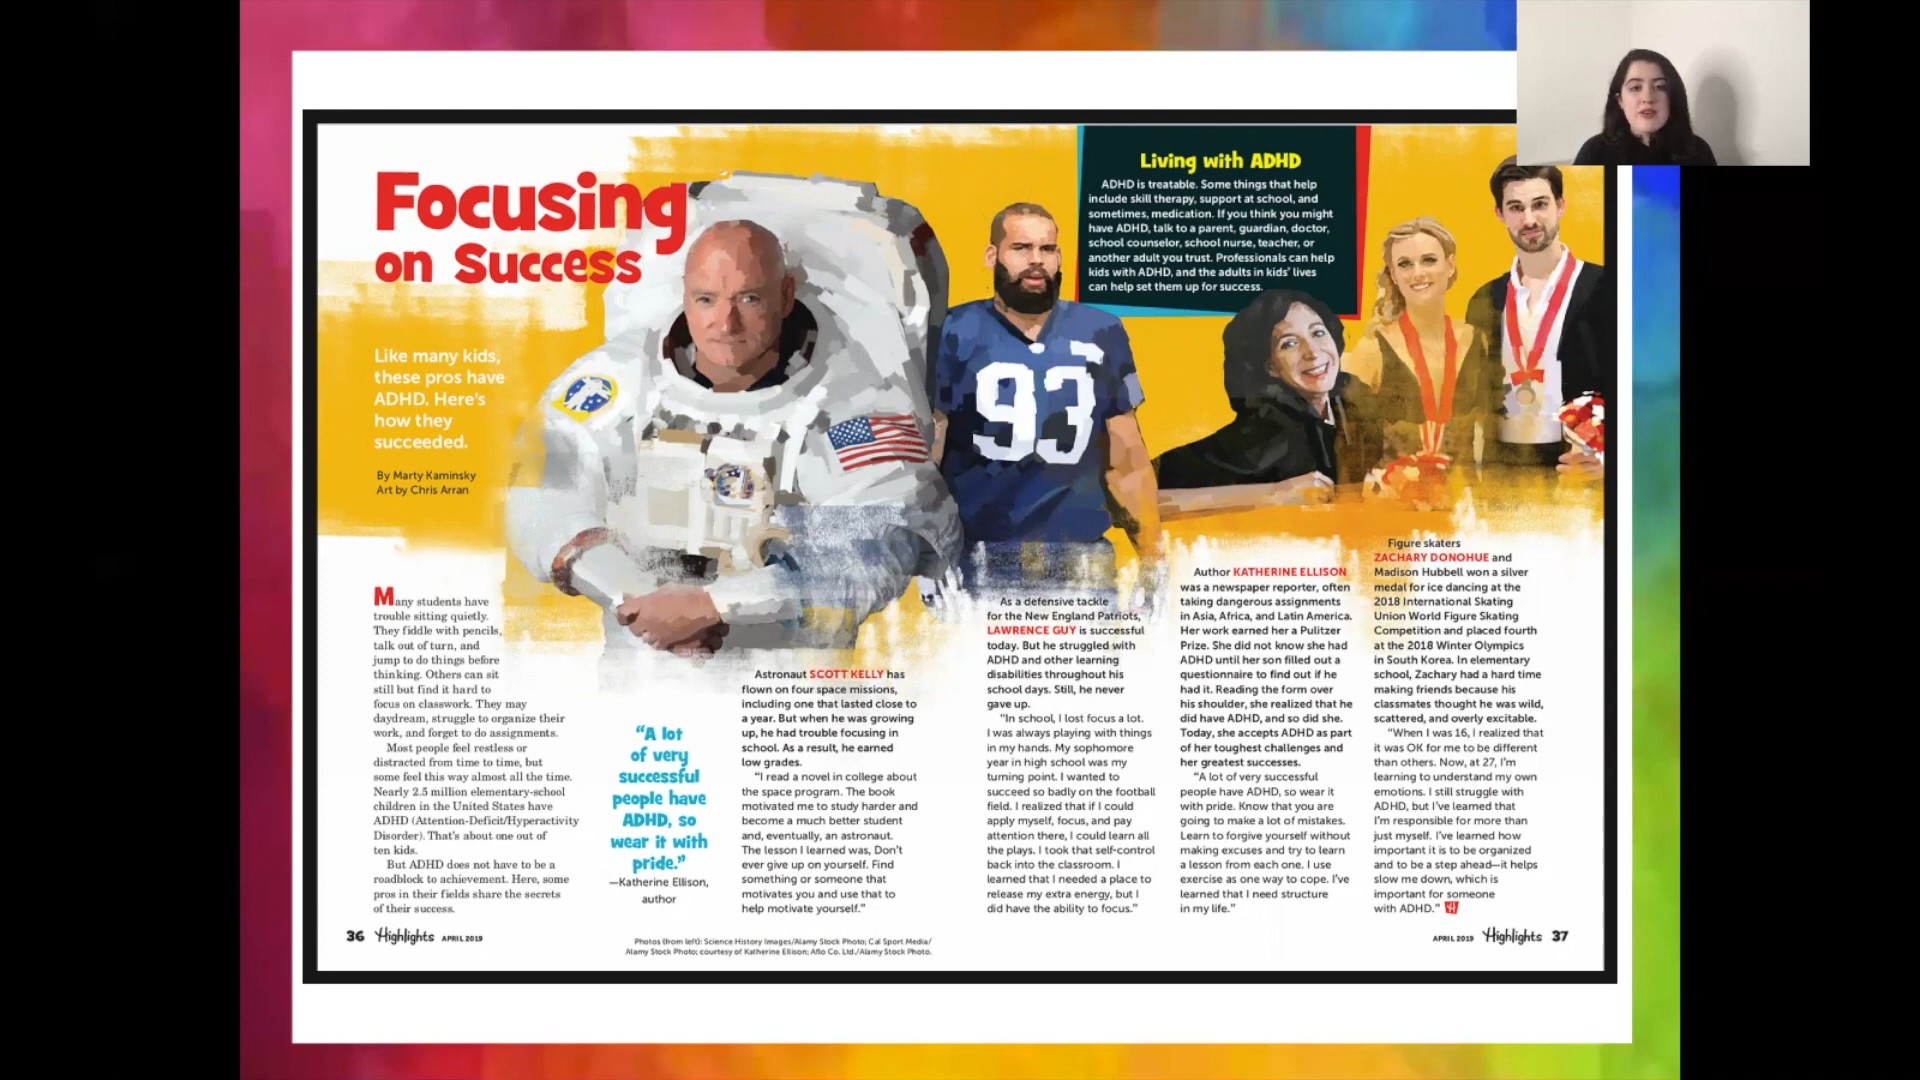 Focusing
on Success
Like many kids,
these pros have
ADHD. Here's
how they
succeeded.
By Marty Kaminsky
Art by Chris Arran
Many students have
trouble sitting quietly.
They fiddle with pencils,
talk out of turn, and
jump to do things before
thinking. Others can sit
still but find it hard to
focus on classwork. They may
daydream, struggle to organize their
work, and forget to do assignments.
Most people feel restless or
distracted from time to time, but
some feel this way almost all the time.
Nearly 2.5 million elementary-school
children in the United States have
ADHD (Attention-Deficit/Hyperactivity
Disorder). That's about one out of
ten kids.
But ADHD does not have to be a
roadblock to achievement. Here, some
pros in their fields share the secrets
of their success.
"A lot
of very
successful
people have
ADHD, so
wear it with
pride."
—Katherine Ellison,
author
Astronaut SCOTT KELLY has
flown on four space missions,
including one that lasted close to
a year. But when he was growing
up, he had trouble focusing in
school. As a result, he earned
low grades.
"I read a novel in college about
the space program. The book
motivated me to study harder and
become a much better student
and, eventually, an astronaut.
The lesson I learned was, Don't
ever give up on yourself. Find
something or someone that
motivates you and use that to
help motivate yourself."
93
As a defensive tackle
for the New England Patriots,
LAWRENCE GUY is successful
today. But he struggled with
ADHD and other learning
disabilities throughout his
school days. Still, he never
gave up.
"In school, I lost focus a lot.
I was always playing with things
in my hands. My sophomore
year in high school was my
turning point. I wanted to
succeed so badly on the football
field. I realized that if I could
apply myself, focus, and pay
attention there, I could learn all
the plays. I took that self-control
back into the classroom. I
learned that I needed a place to
release my extra energy, but I
did have the ability to focus."
Living with ADHD
ADHD is treatable. Some things that help
include skill therapy, support at school, and
sometimes, medication. If you think you might
have ADHD, talk to a parent, guardian, doctor,
school counselor, school nurse, teacher, or
another adult you trust. Professionals can help
kids with ADHD, and the adults in kids' lives
can help set them up for success.
Author KATHERINE ELLISON
was a newspaper reporter, often
taking dangerous assignments
in Asia, Africa, and Latin America.
Her work earned her a Pulitzer
Prize. She did not know she had
ADHD until her son filled out a
questionnaire to find out if he
had it. Reading the form over
his shoulder, she realized that he
did have ADHD, and so did she.
Today, she accepts ADHD as part
of her toughest challenges and
her greatest successes.
"A lot of very successful
people have ADHD, so wear it
with pride. Know that you are
going to make a lot of mistakes.
Learn to forgive yourself without
making excuses and try to learn
a lesson from each one. I use
exercise as one way to cope. I've
learned that I need structure
in my life."
Figure skaters
ZACHARY DONOHUE and
Madison Hubbell won a silver
medal for ice dancing at the
2018 International Skating
Union World Figure Skating
Competition and placed fourth
at the 2018 Winter Olympics
in South Korea. In elementary
school, Zachary had a hard time
making friends because his
classmates thought he was wild,
scattered, and overly excitable.
"When I was 16, I realized that
it was OK for me to be different
than others. Now, at 27, I'm
learning to understand my own
emotions. I still struggle with
ADHD, but I've learned that
I'm responsible for more than
just myself. I've learned how
important it is to be organized
and to be a step ahead—it helps
slow me down, which is
important for someone
with ADHD." H
36 Highlights APRIL 2019
Photos (from left): Science History Images/Alamy Stock Photo; Cal Sport Media/
Alamy Stock Photo; courtesy of Katherine Ellison; Aflo Co. Ltd./Alamy Stock Photo.
APRIL 2019 Highlights 37